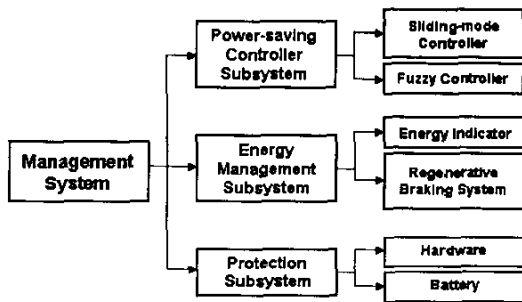 Power-saving
Controller
Subsystem
Sliding-mode
Controller
Fuzzy Controller
Management
System
Energy
Management
Subsystem
Energy Indicator
Regenerative
Braking System
Protection
Subsystem
Hardware
Battery